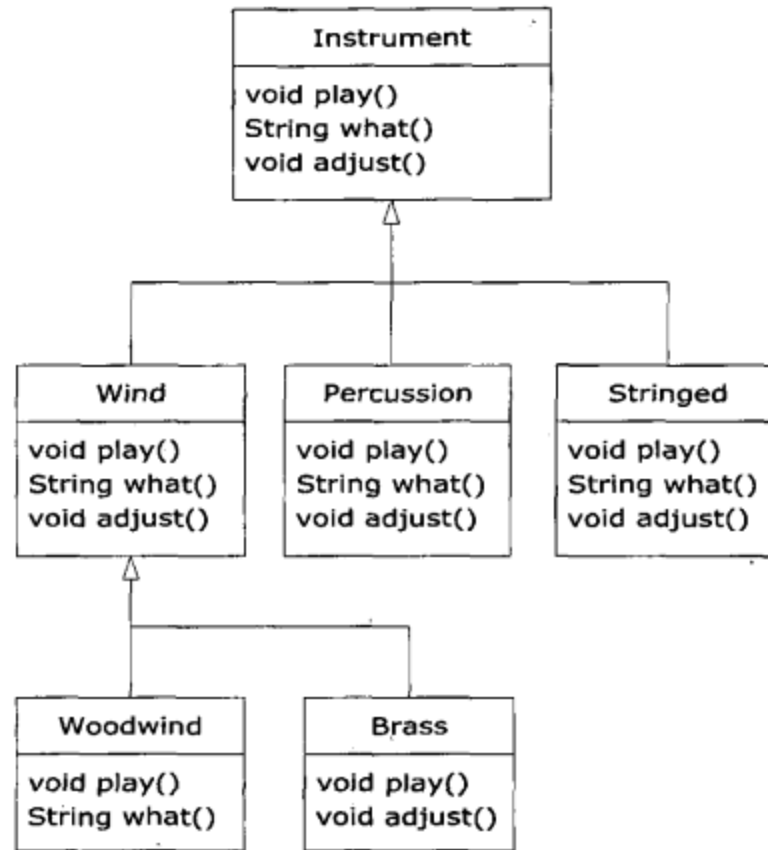 Instrument
void play()
String what()
void adjust()
Wind
void play()
String what()
void adjust()
Percussion
void play()
String what()
void adjust()
Stringed
void play()
String what()
void adjust()
Woodwind
void play()
String what()
Brass
void play()
void adjust()